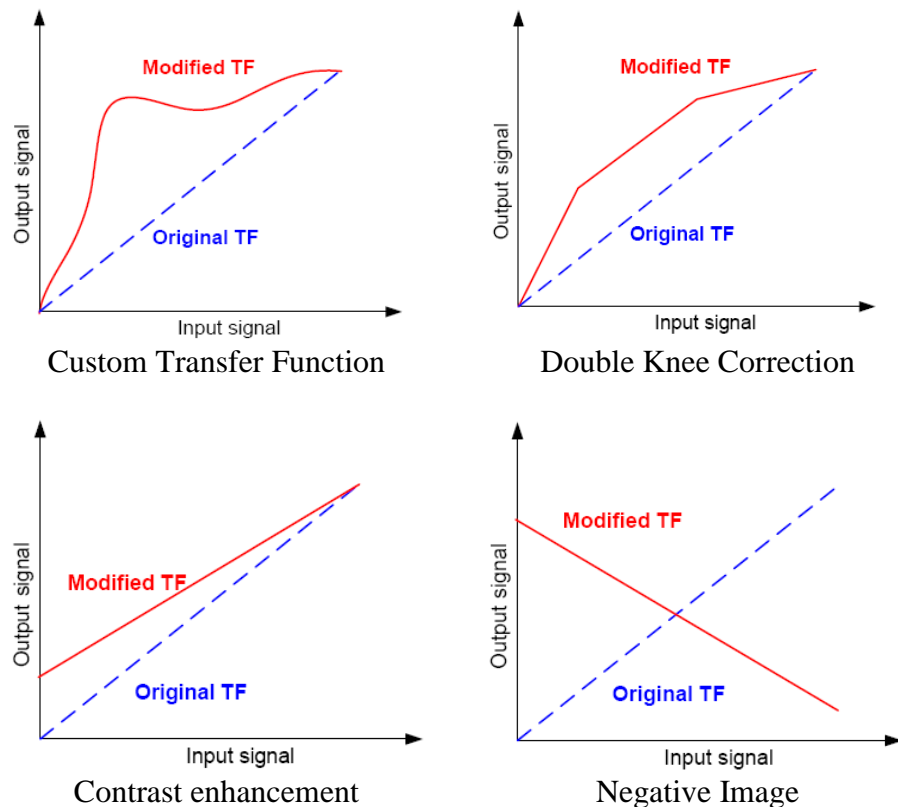 Modified TF
Original TF
Output signal
Input signal
Custom Transfer Function
Modified TF
Original TF
Output signal
Input signal
Double Knee Correction
Modified TF
Original TF
Output signal
Input signal
Contrast enhancement
Modified TF
Original TF
Output signal
Input signal
Negative Image